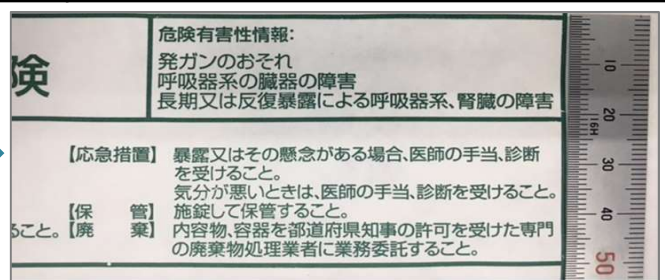 険
危険有害性情報:
発ガンのおそれ
呼吸器系の臓器の障害
長期又は反復暴露による呼吸器系、腎臓の障害
【応急措置】 暴露又はその懸念がある場合、医師の手当、診断
を受けること。
気分が悪いときは、医師の手当、診断を受けること。
【保　管】 施錠して保管すること。
ること。【廃　棄】 内容物、容器を都道府県知事の許可を受けた専門
の廃棄物処理業者に業務委託すること。
10
20
H91
30
40
50